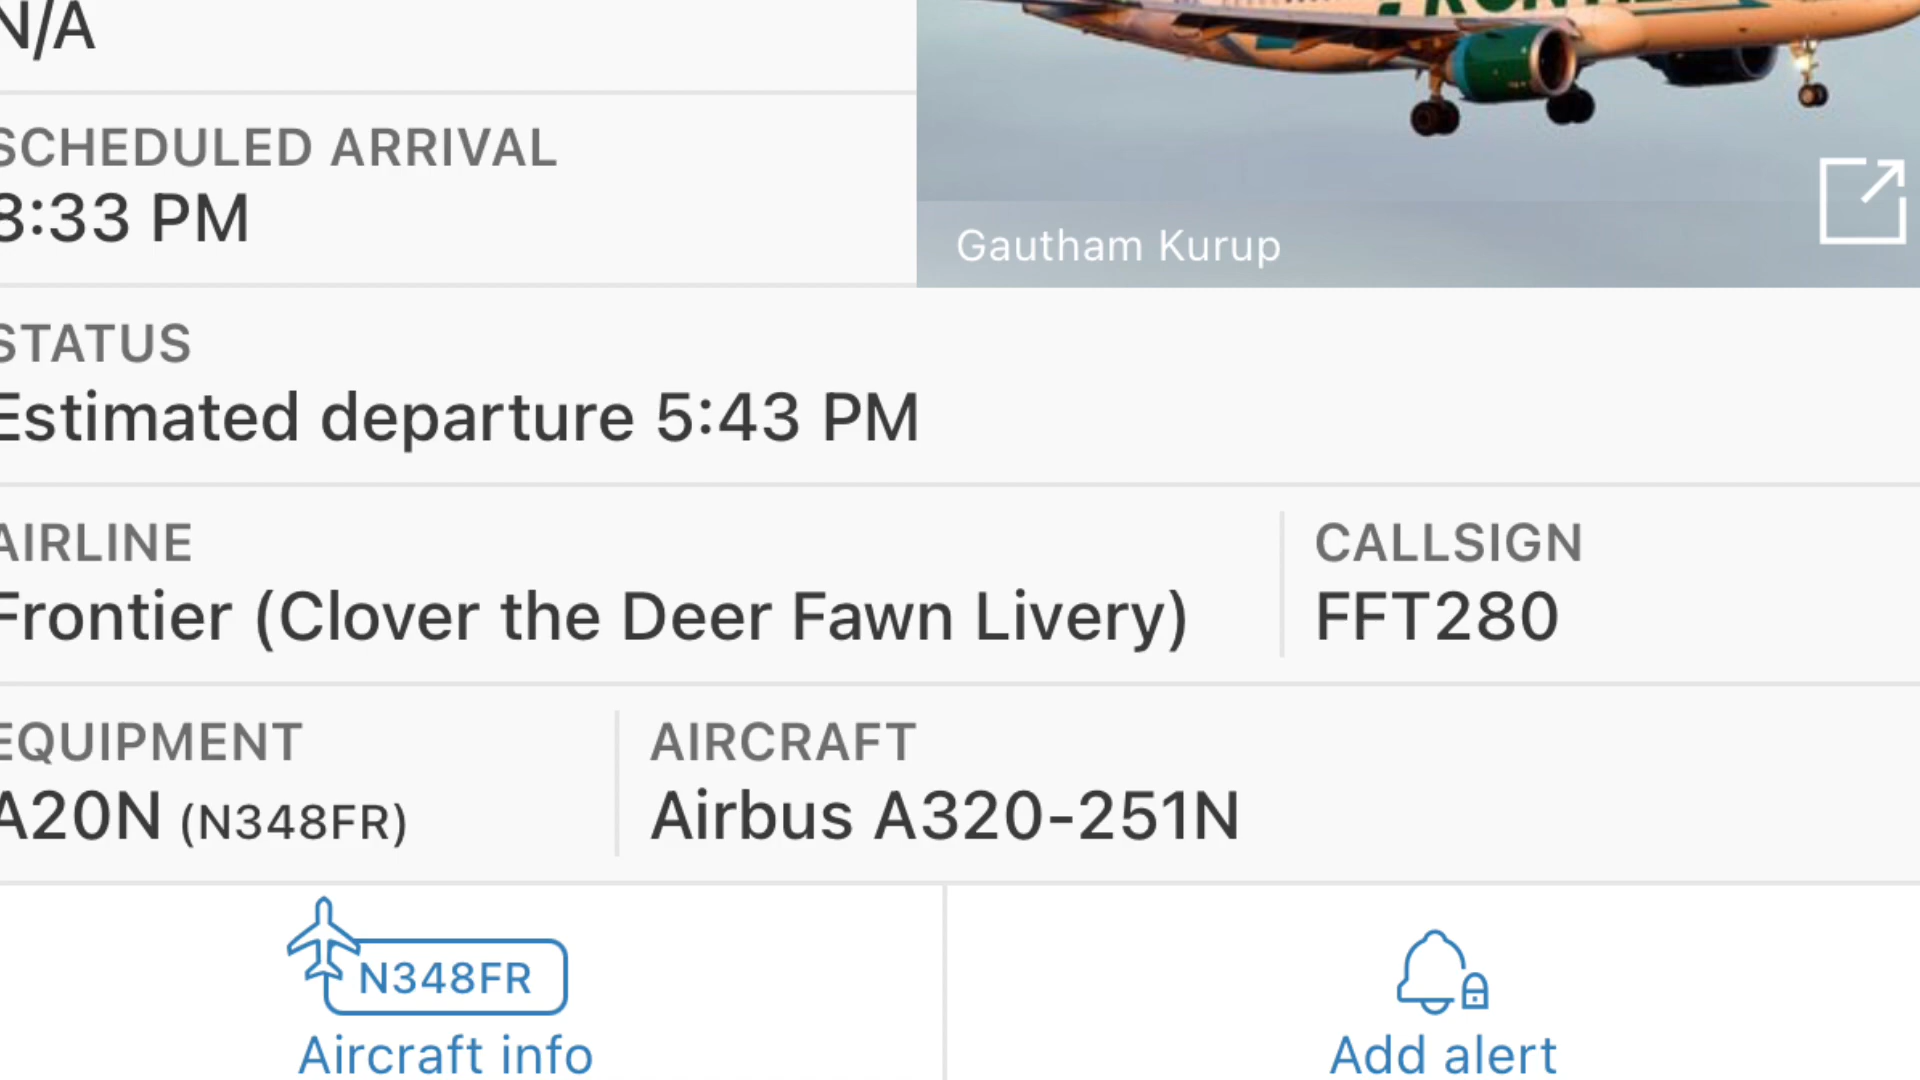 N/A
SCHEDULED ARRIVAL
8:33 PM
Gautham Kurup
STATUS
Estimated departure 5:43 PM
AIRLINE
Frontier (Clover the Deer Fawn Livery)
CALLSIGN
FFT280
EQUIPMENT
A20N (N348FR)
AIRCRAFT
Airbus A320-251N
N348FR
Aircraft info
Add alert